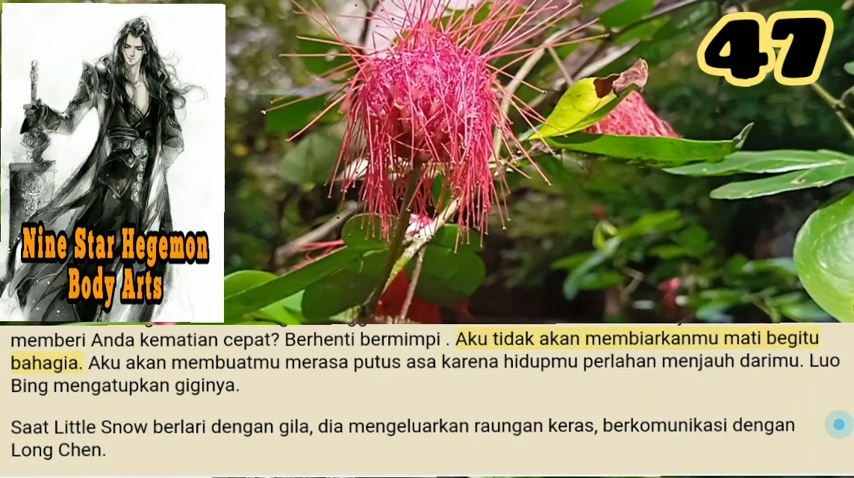 47
Nine Star Hegemon
Body Arts
memberi Anda kematian cepat? Berhenti bermimpi . Aku tidak akan membiarkanmu mati begitu
bahagia. Aku akan membuatmu merasa putus asa karena hidupmu perlahan menjauh darimu. Luo
Bing mengatupkan giginya.
Saat Little Snow berlari dengan gila, dia mengeluarkan raungan keras, berkomunikasi dengan
Long Chen.